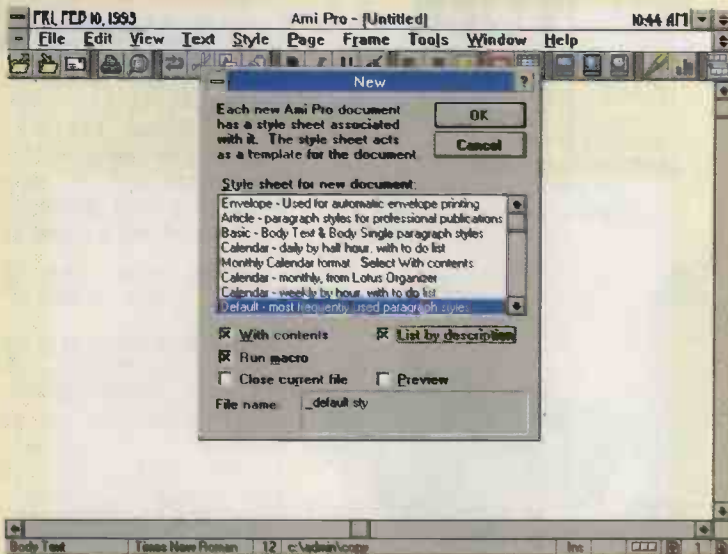 FRI, FEB 10, 1993 Ami Pro - [Untitled] 10:44 AM
File Edit View Text Style Page Frame Tools Window Help
New
?
Each new Ami Pro document
has a style sheet associated
with it. The style sheet acts
as a template for the document
OK
Cancel
Style sheet for new document:
Envelope - Used for automatic envelope printing
Article - paragraph styles for professional publications
Basic - Body Text & Body Single paragraph styles
Calendar - daily by half hour, with to do list
Monthly Calendar format Select With contents
Calendar - monthly, from Lotus Organizer
Calendar - weekly by hour, with to do list
Default - most frequently used paragraph styles
With contents List by description
Run macro
Close current file Preview
File name: _default sty
Body Text Times New Roman 12 c:\admin\copy Ins 1